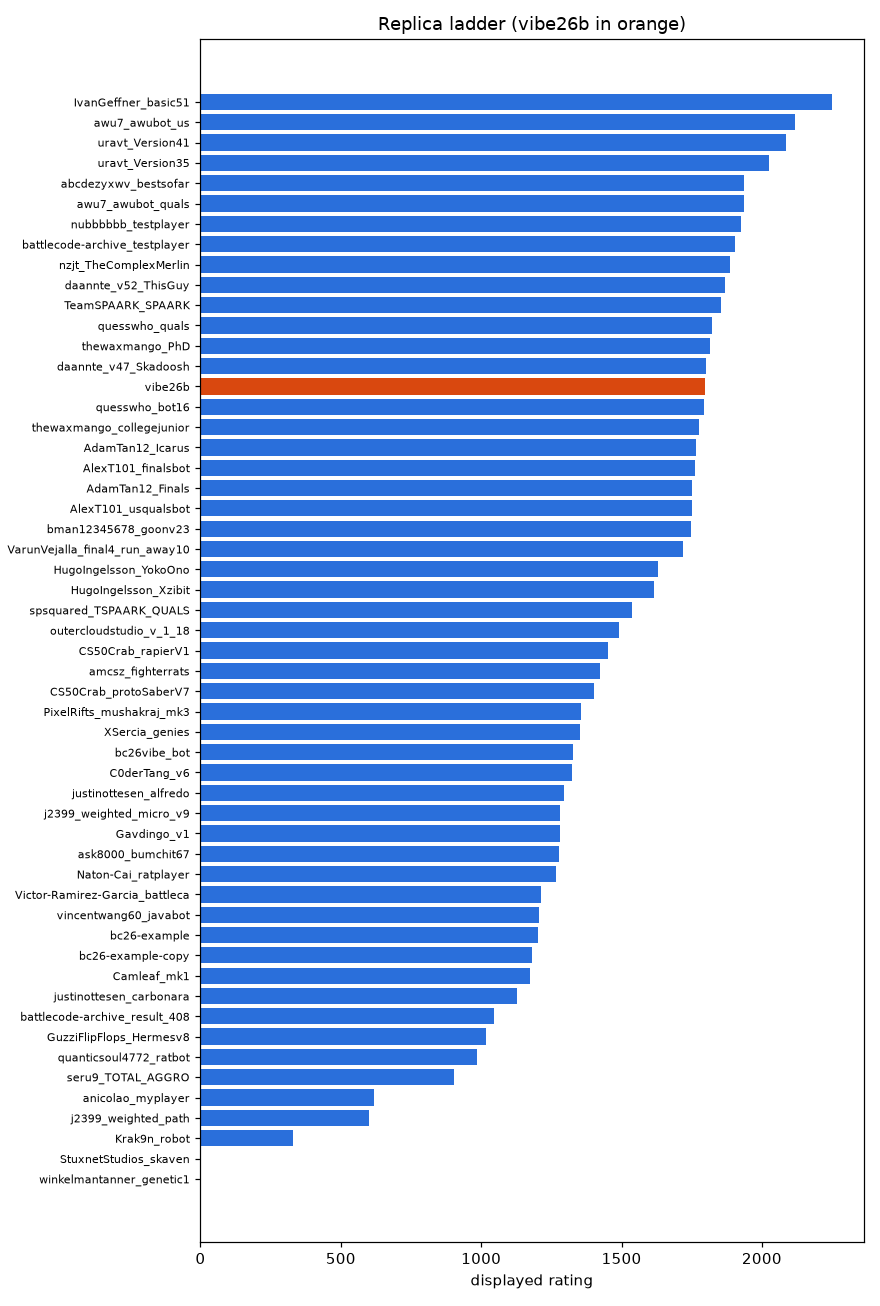 Replica ladder (vibe26b in orange)
IvanGeffner_basic51
awu7_awubot_us
uravt_Version41
uravt_Version35
abcdezyxwv_bestsofar
awu7_awubot_quals
nubbbbbb_testplayer
battlecode-archive_testplayer
nzjt_TheComplexMerlin
daannte_v52_ThisGuy
TeamSPAARK_SPAARK
quesswho_quals
thewaxmango_PhD
daannte_v47_Skadoosh
vibe26b
quesswho_bot16
thewaxmango_collegejunior
AdamTan12_Icarus
AlexT101_finalsbot
AdamTan12_Finals
AlexT101_usqualsbot
bman12345678_goonv23
VarunVejalla_final4_run_away10
HugoIngelsson_YokoOno
HugoIngelsson_Xzibit
spsquared_TSPAARK_QUALS
outercloudstudio_v_1_18
CS50Crab_rapierV1
amcsz_fighterrats
CS50Crab_protoSaberV7
PixelRifts_mushakraj_mk3
XSercia_genies
bc26vibe_bot
C0derTang_v6
justinottesen_alfredo
j2399_weighted_micro_v9
Gavdingo_v1
ask8000_bumchit67
Naton-Cai_ratplayer
Victor-Ramirez-Garcia_battleca
vincentwang60_javabot
bc26-example
bc26-example-copy
Camleaf_mk1
justinottesen_carbonara
battlecode-archive_result_408
GuzziFlipFlops_Hermesv8
quanticsoul4772_ratbot
seru9_TOTAL_AGGRO
anicolao_myplayer
j2399_weighted_path
Krak9n_robot
StuxnetStudios_skaven
winkelmantanner_genetic1
0 500 1000 1500 2000
displayed rating